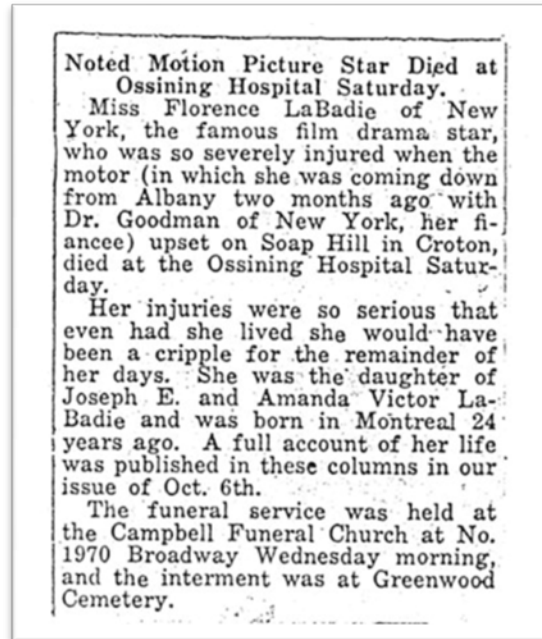 Noted Motion Picture Star Died at
Ossining Hospital Saturday.
Miss Florence LaBadie of New
York, the famous film drama star,
who was so severely injured when the
motor (in which she was coming down
from Albany two months ago with
Dr. Goodman of New York, her fi-
ancee) upset on Soap Hill in Croton,
died at the Ossining Hospital Satur-
day.
Her injuries were so serious that
even had she lived she would have
been a cripple for the remainder of
her days. She was the daughter of
Joseph E. and Amanda Victor La-
Badie and was born in Montreal 24
years ago. A full account of her life
was published in these columns in our
issue of Oct. 6th.
The funeral service was held at
the Campbell Funeral Church at No.
1970 Broadway Wednesday morning,
and the interment was at Greenwood
Cemetery.